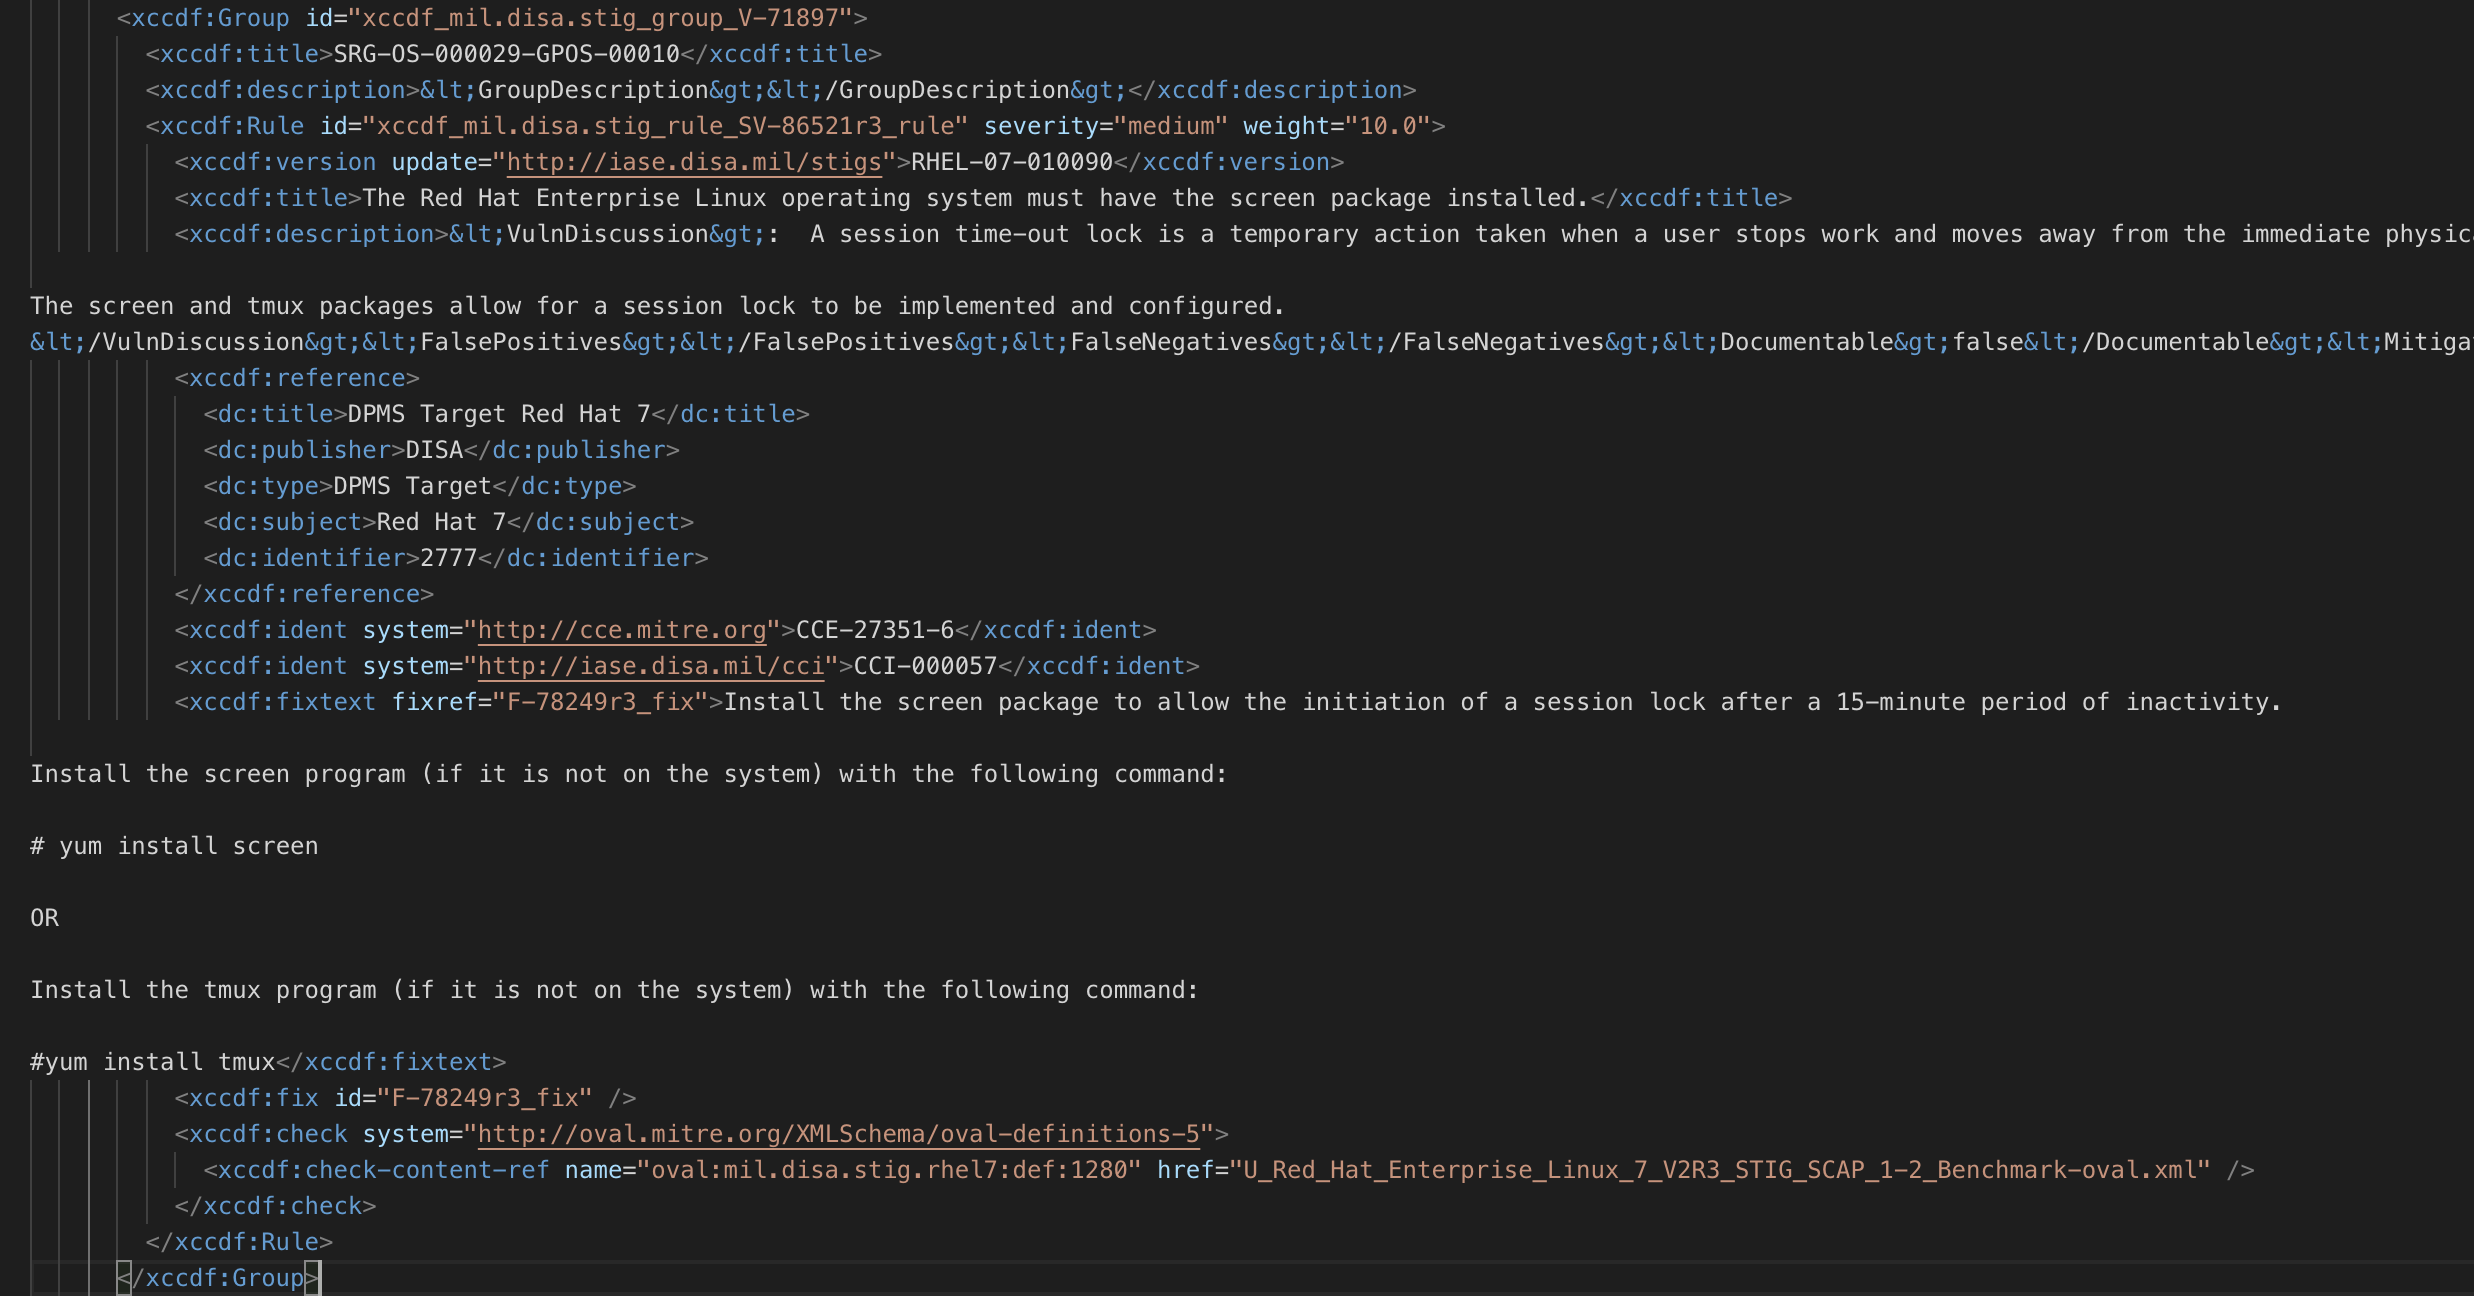 <xccdf:Group id="xccdf_mil.disa.stig_group_V-71897">
<xccdf:title>SRG-OS-000029-GPOS-00010</xccdf:title>
<xccdf:description>&lt;GroupDescription&gt;&lt;/GroupDescription&gt;</xccdf:description>
<xccdf:Rule id="xccdf_mil.disa.stig_rule_SV-86521r3_rule" severity="medium" weight="10.0">
<xccdf:version update="http://iase.disa.mil/stigs">RHEL-07-010090</xccdf:version>
<xccdf:title>The Red Hat Enterprise Linux operating system must have the screen package installed.</xccdf:title>
<xccdf:description>&lt;VulnDiscussion&gt;:  A session time-out lock is a temporary action taken when a user stops work and moves away from the immediate physic
The screen and tmux packages allow for a session lock to be implemented and configured.
&lt;/VulnDiscussion&gt;&lt;FalsePositives&gt;&lt;/FalsePositives&gt;&lt;FalseNegatives&gt;&lt;/FalseNegatives&gt;&lt;Documentable&gt;false&lt;/Documentable&gt;&lt;Mitiga
<xccdf:reference>
<dc:title>DPMS Target Red Hat 7</dc:title>
<dc:publisher>DISA</dc:publisher>
<dc:type>DPMS Target</dc:type>
<dc:subject>Red Hat 7</dc:subject>
<dc:identifier>2777</dc:identifier>
</xccdf:reference>
<xccdf:ident system="http://cce.mitre.org">CCE-27351-6</xccdf:ident>
<xccdf:ident system="http://iase.disa.mil/cci">CCI-000057</xccdf:ident>
<xccdf:fixtext fixref="F-78249r3_fix">Install the screen package to allow the initiation of a session lock after a 15-minute period of inactivity.
Install the screen program (if it is not on the system) with the following command:
# yum install screen
OR
Install the tmux program (if it is not on the system) with the following command:
#yum install tmux</xccdf:fixtext>
<xccdf:fix id="F-78249r3_fix" />
<xccdf:check system="http://oval.mitre.org/XMLSchema/oval-definitions-5">
<xccdf:check-content-ref name="oval:mil.disa.stig.rhel7:def:1280" href="U_Red_Hat_Enterprise_Linux_7_V2R3_STIG_SCAP_1-2_Benchmark-oval.xml" />
</xccdf:check>
</xccdf:Rule>
</xccdf:Group>